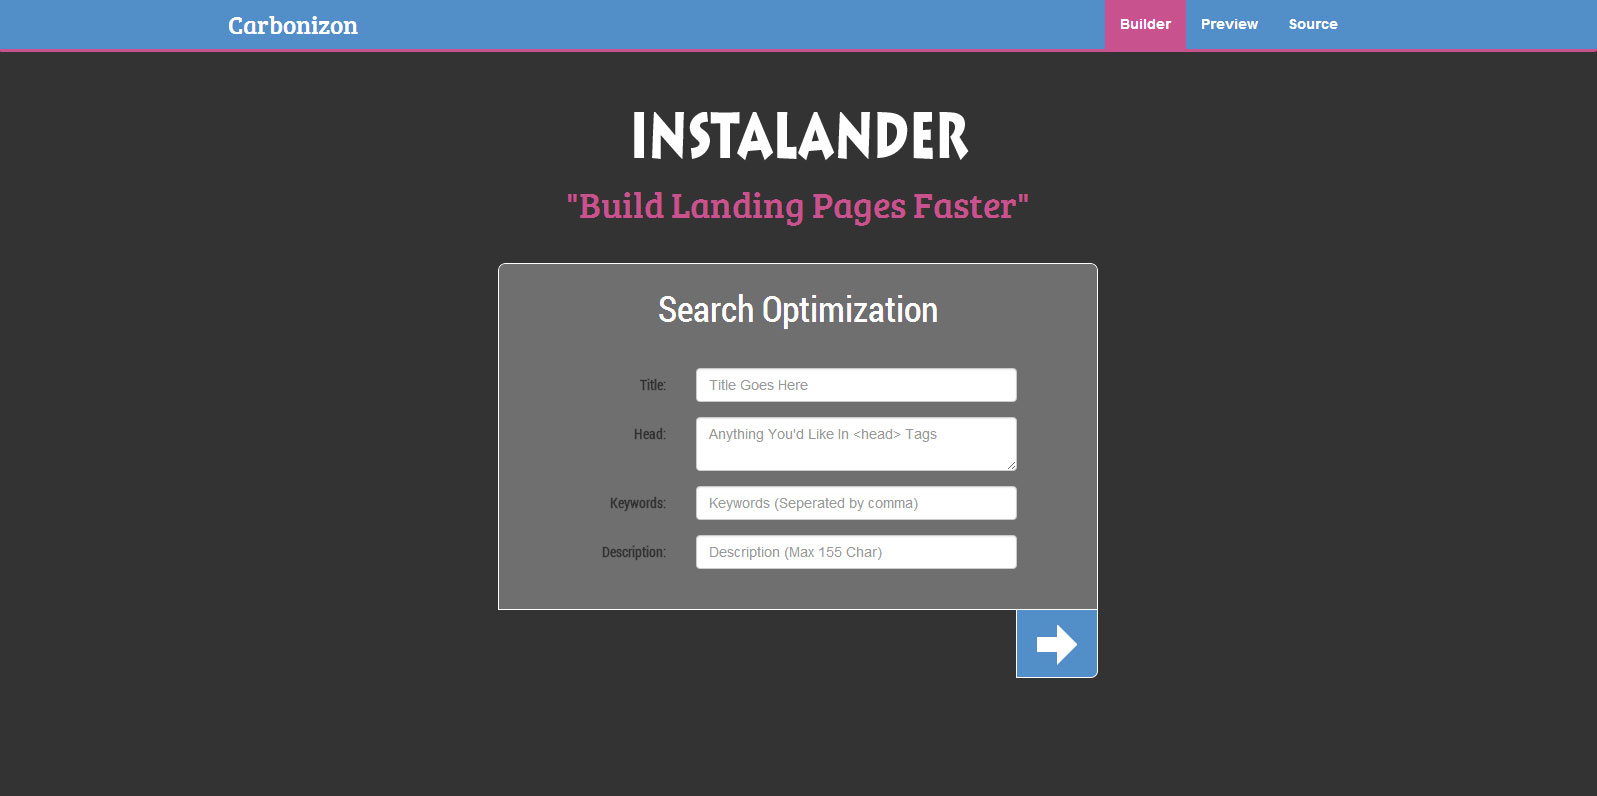 Carbonizon
Builder Preview Source
INSTALANDER
"Build Landing Pages Faster"
Search Optimization
Title: Title Goes Here
Head: Anything You'd Like In <head> Tags
Keywords: Keywords (Seperated by comma)
Description: Description (Max 155 Char)